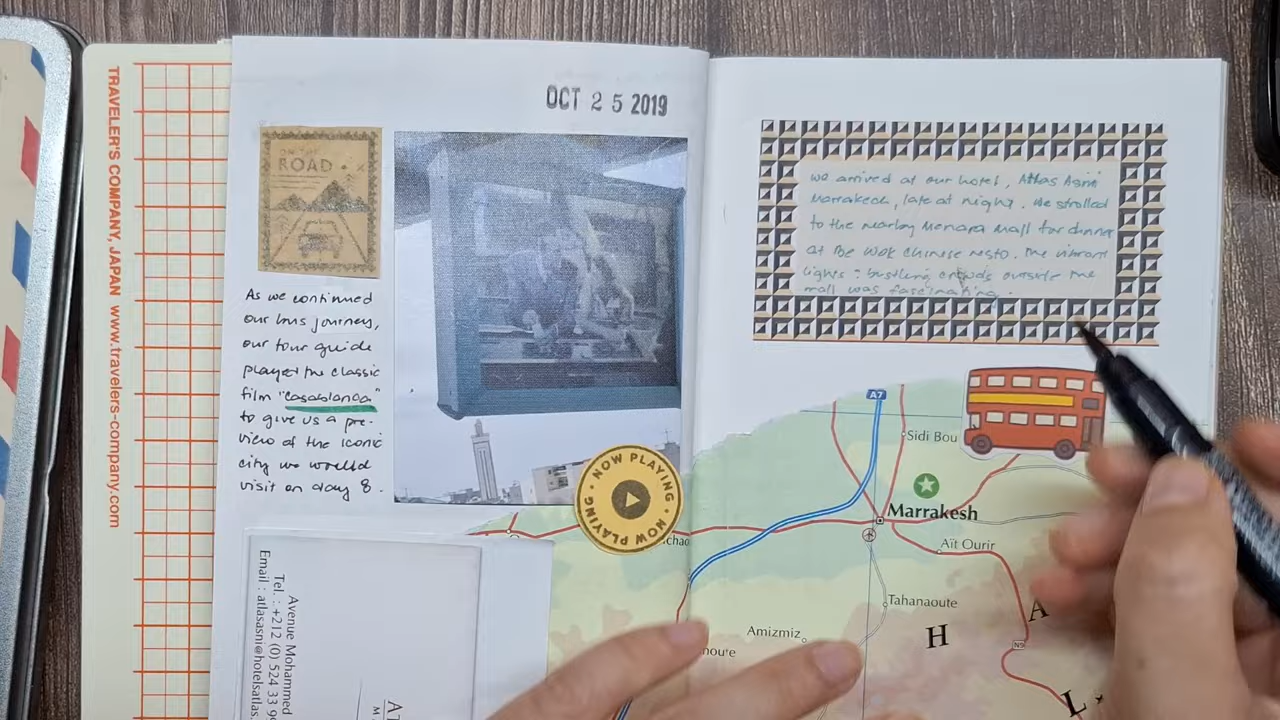 TRAVELER'S COMPANY, JAPAN www.travelers-company.com
OCT 25 2019
ON THE
ROAD
As we continued
our bus journey,
our tour guide
played the classic
film "Casablanca"
to give us a pre-
view of the iconic
city we would
visit on day 8.
NOW PLAYING • NOW PLAYING •
Avenue Mohammed
Tel. : +212 (0) 524 33 99
Email : atlasasni@hotelsatlas.
we arrived at our hotel, Atlas Asni
Marrakech, late at night. We strolled
to the nearby Menara Mall for dinner
at the Wok Chinese resto. The vibrant
lights & bustling crowds outside the
mall was fascinating.
A7
Sidi Bou
Marrakesh
Aït Ourir
Tahanaoute
Amizmiz
N9
H
A
L